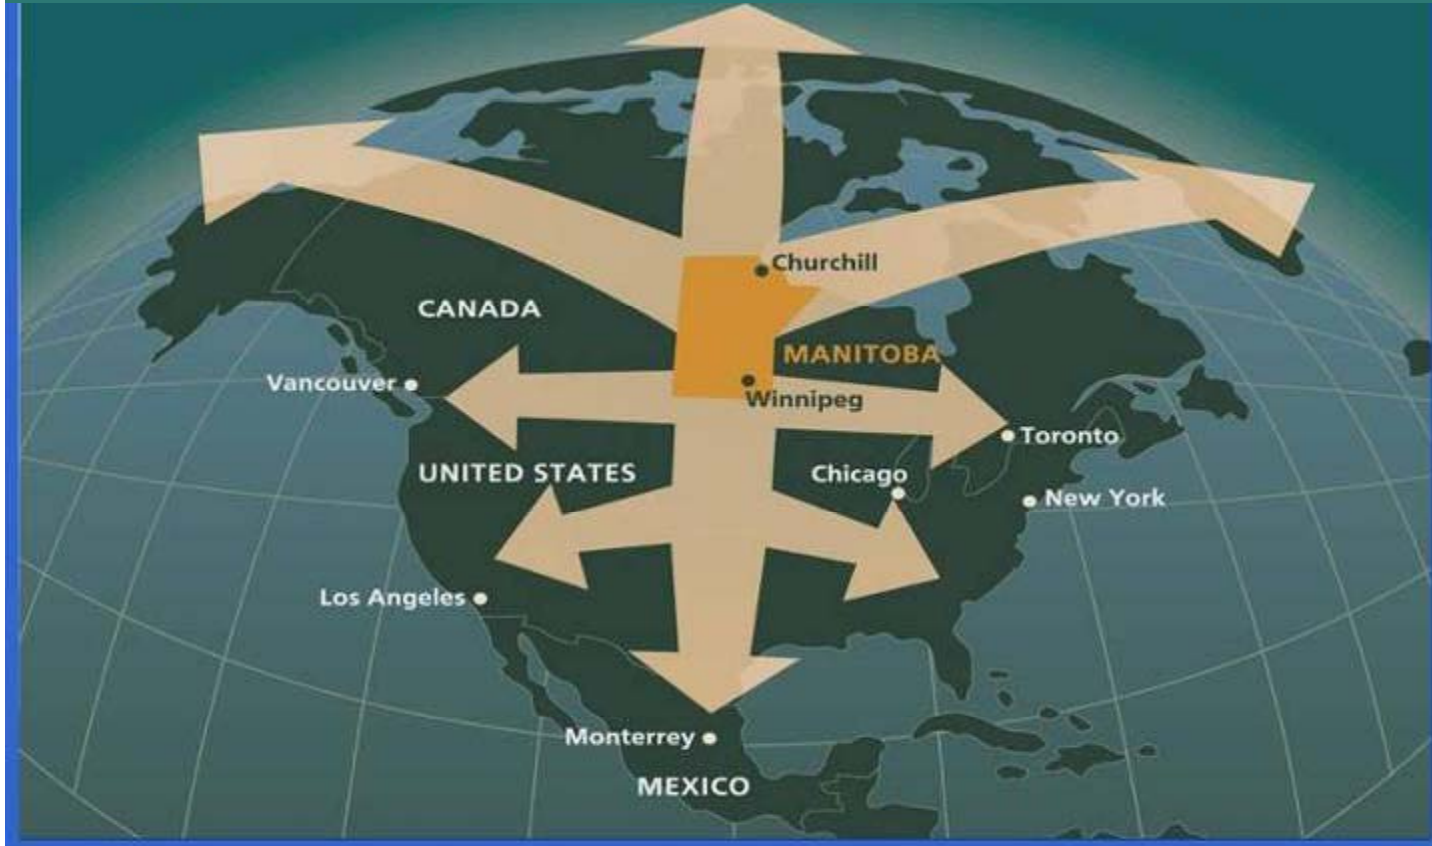 Churchill
CANADA
MANITOBA
Vancouver
Winnipeg
Toronto
UNITED STATES
Chicago
New York
Los Angeles
Monterrey
MEXICO